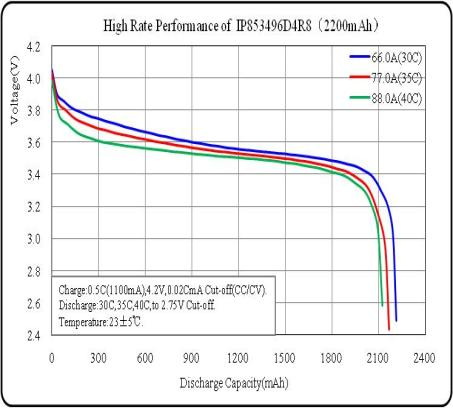 High Rate Performance of IP853496D4R8（2200mAh）
Voltage(V)
4.2
4.0
3.8
3.6
3.4
3.2
3.0
2.8
2.6
2.4
66.0A(30C)
77.0A(35C)
88.0A(40C)
Charge:0.5C(1100mA),4.2V,0.02CmA Cut-off(CC/CV).
Discharge:30C,35C,40C,to 2.75V Cut-off.
Temperature:23±5℃.
0 300 600 900 1200 1500 1800 2100 2400
Discharge Capacity(mAh)